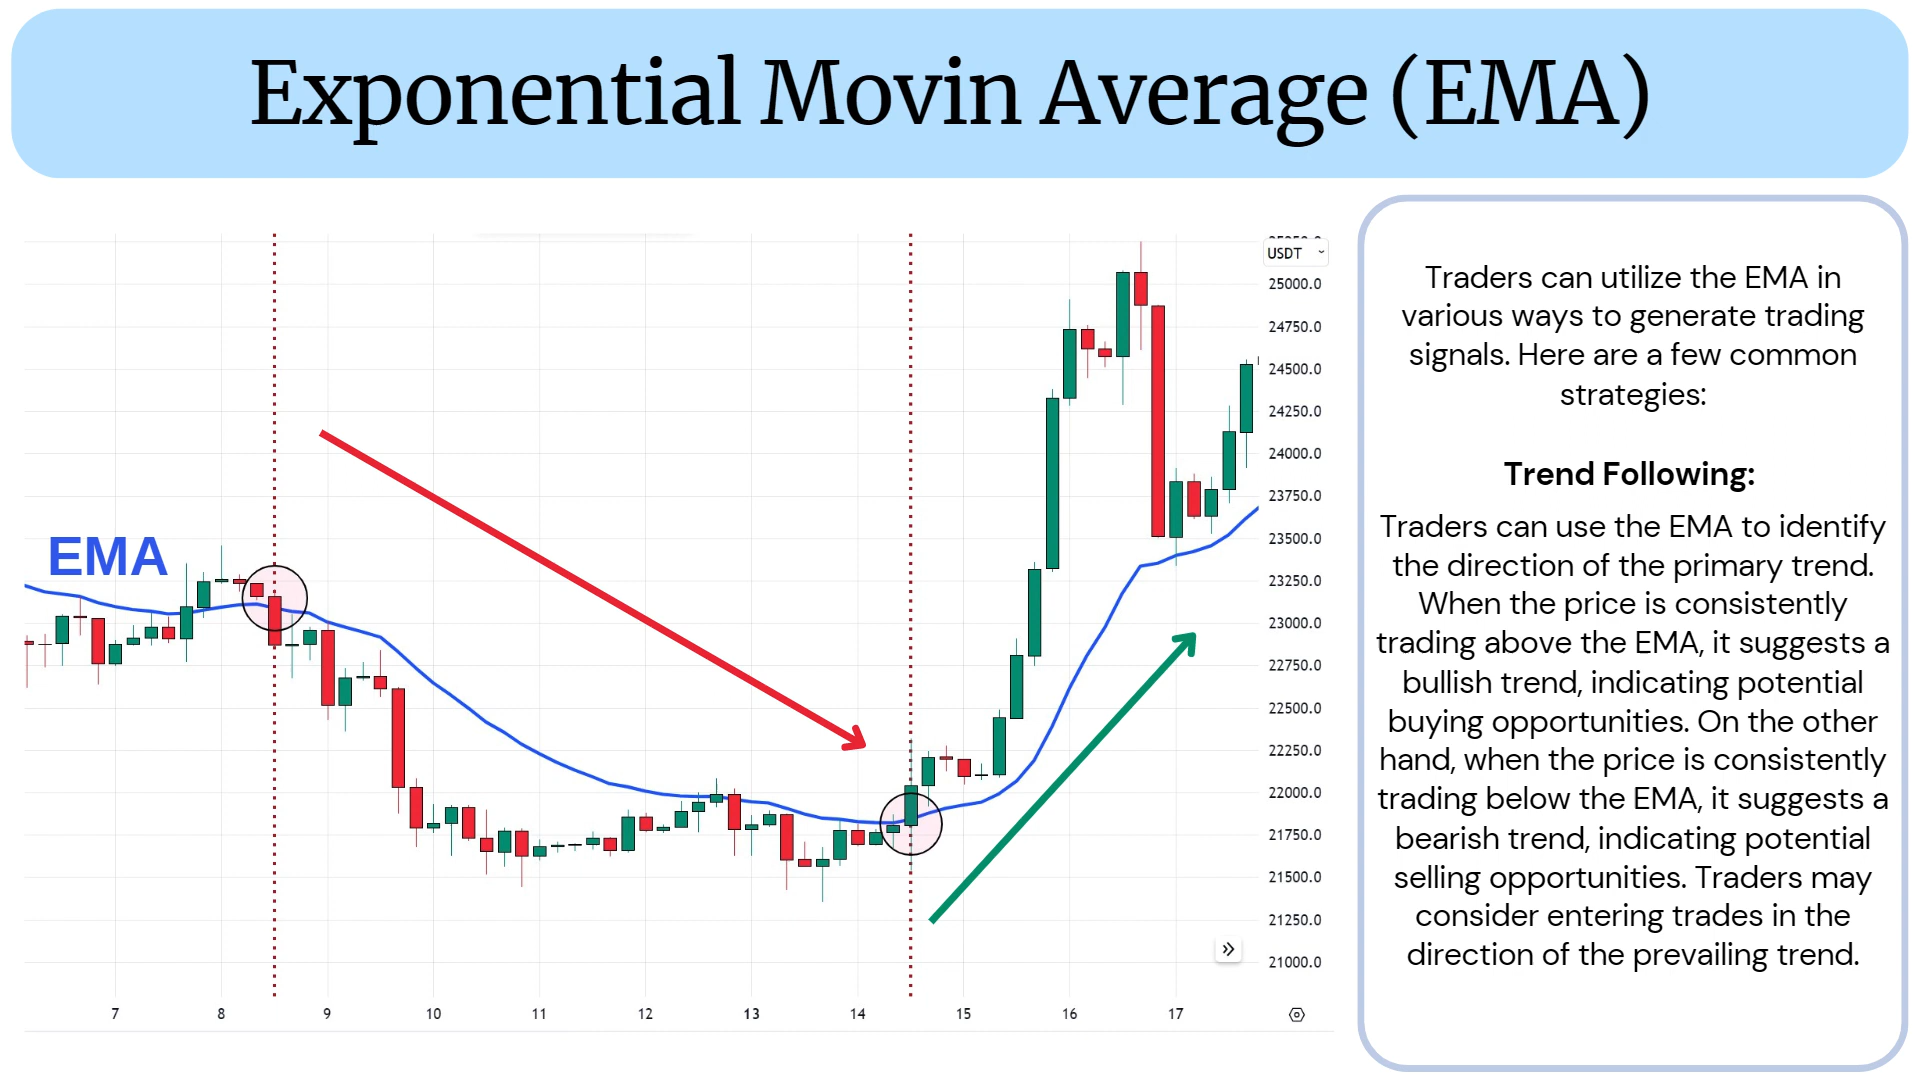 Exponential Movin Average (EMA)
USDT
25000.0
24750.0
24500.0
24250.0
24000.0
23750.0
23500.0
23250.0
23000.0
22750.0
22500.0
22250.0
22000.0
21750.0
21500.0
21250.0
21000.0
EMA
7 8 9 10 11 12 13 14 15 16 17
Traders can utilize the EMA in
various ways to generate trading
signals. Here are a few common
strategies:
Trend Following:
Traders can use the EMA to identify
the direction of the primary trend.
When the price is consistently
trading above the EMA, it suggests a
bullish trend, indicating potential
buying opportunities. On the other
hand, when the price is consistently
trading below the EMA, it suggests a
bearish trend, indicating potential
selling opportunities. Traders may
consider entering trades in the
direction of the prevailing trend.